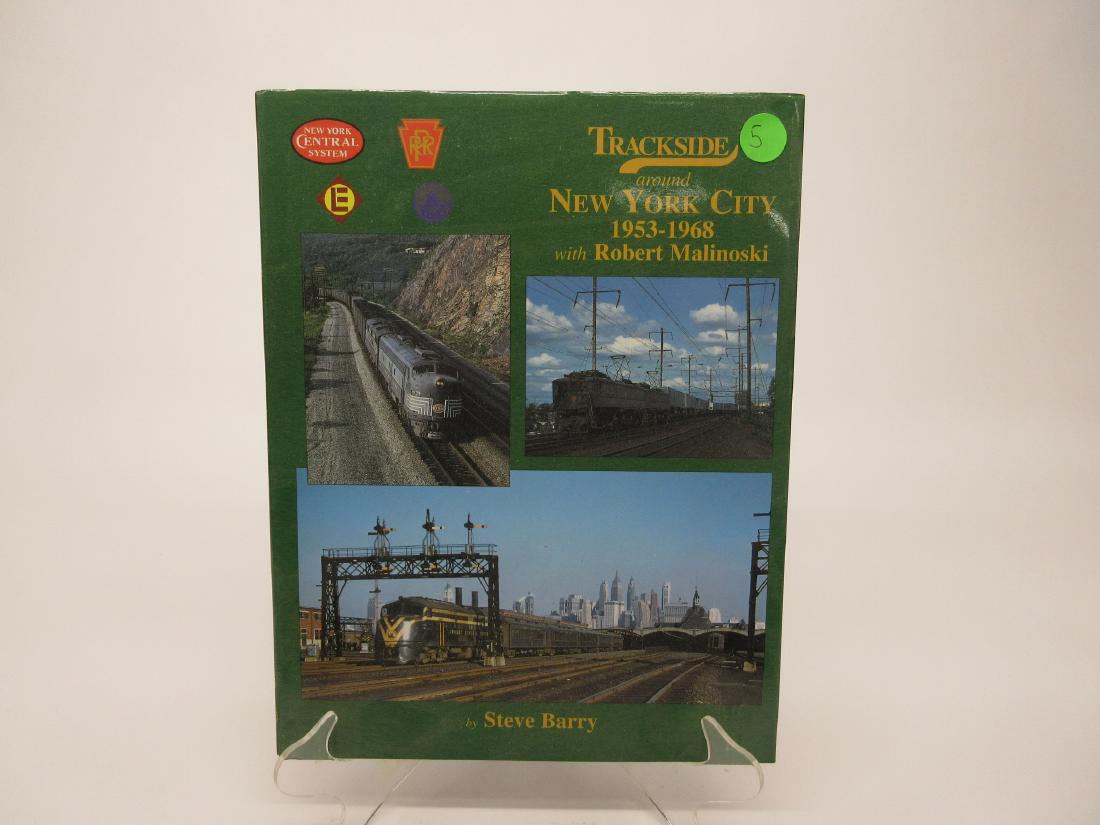 NEW YORK
CENTRAL
SYSTEM
PRR
E
TRACKSIDE
5
around
NEW YORK CITY
1953-1968
with Robert Malinoski
by Steve Barry